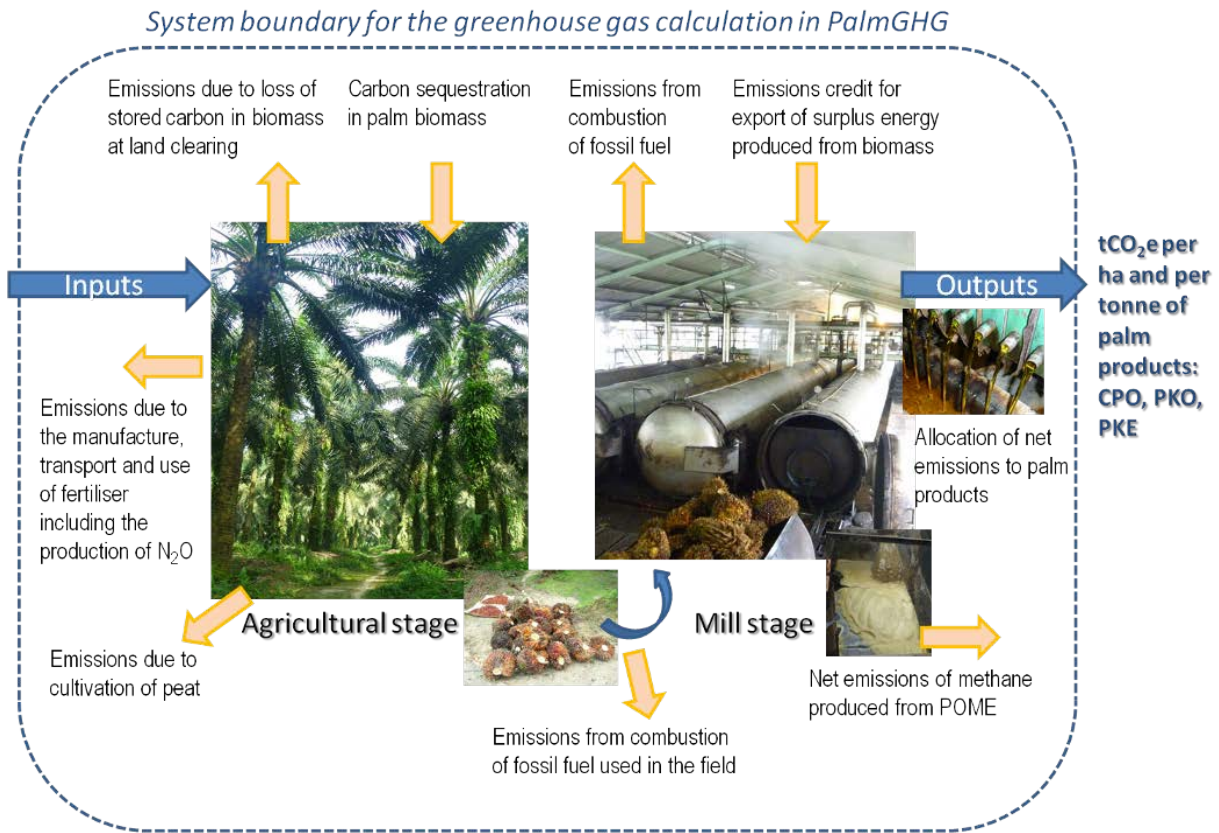 System boundary for the greenhouse gas calculation in PalmGHG
Emissions due to loss of
stored carbon in biomass
at land clearing
Carbon sequestration
in palm biomass
Emissions from
combustion
of fossil fuel
Emissions credit for
export of surplus energy
produced from biomass
Inputs
Outputs
tCO₂e per
ha and per
tonne of
palm
products:
CPO, PKO,
PKE
Emissions due to
the manufacture,
transport and use
of fertiliser
including the
production of N₂O
Allocation of net
emissions to palm
products
Agricultural stage
Mill stage
Emissions due to
cultivation of peat
Net emissions of methane
produced from POME
Emissions from combustion
of fossil fuel used in the field